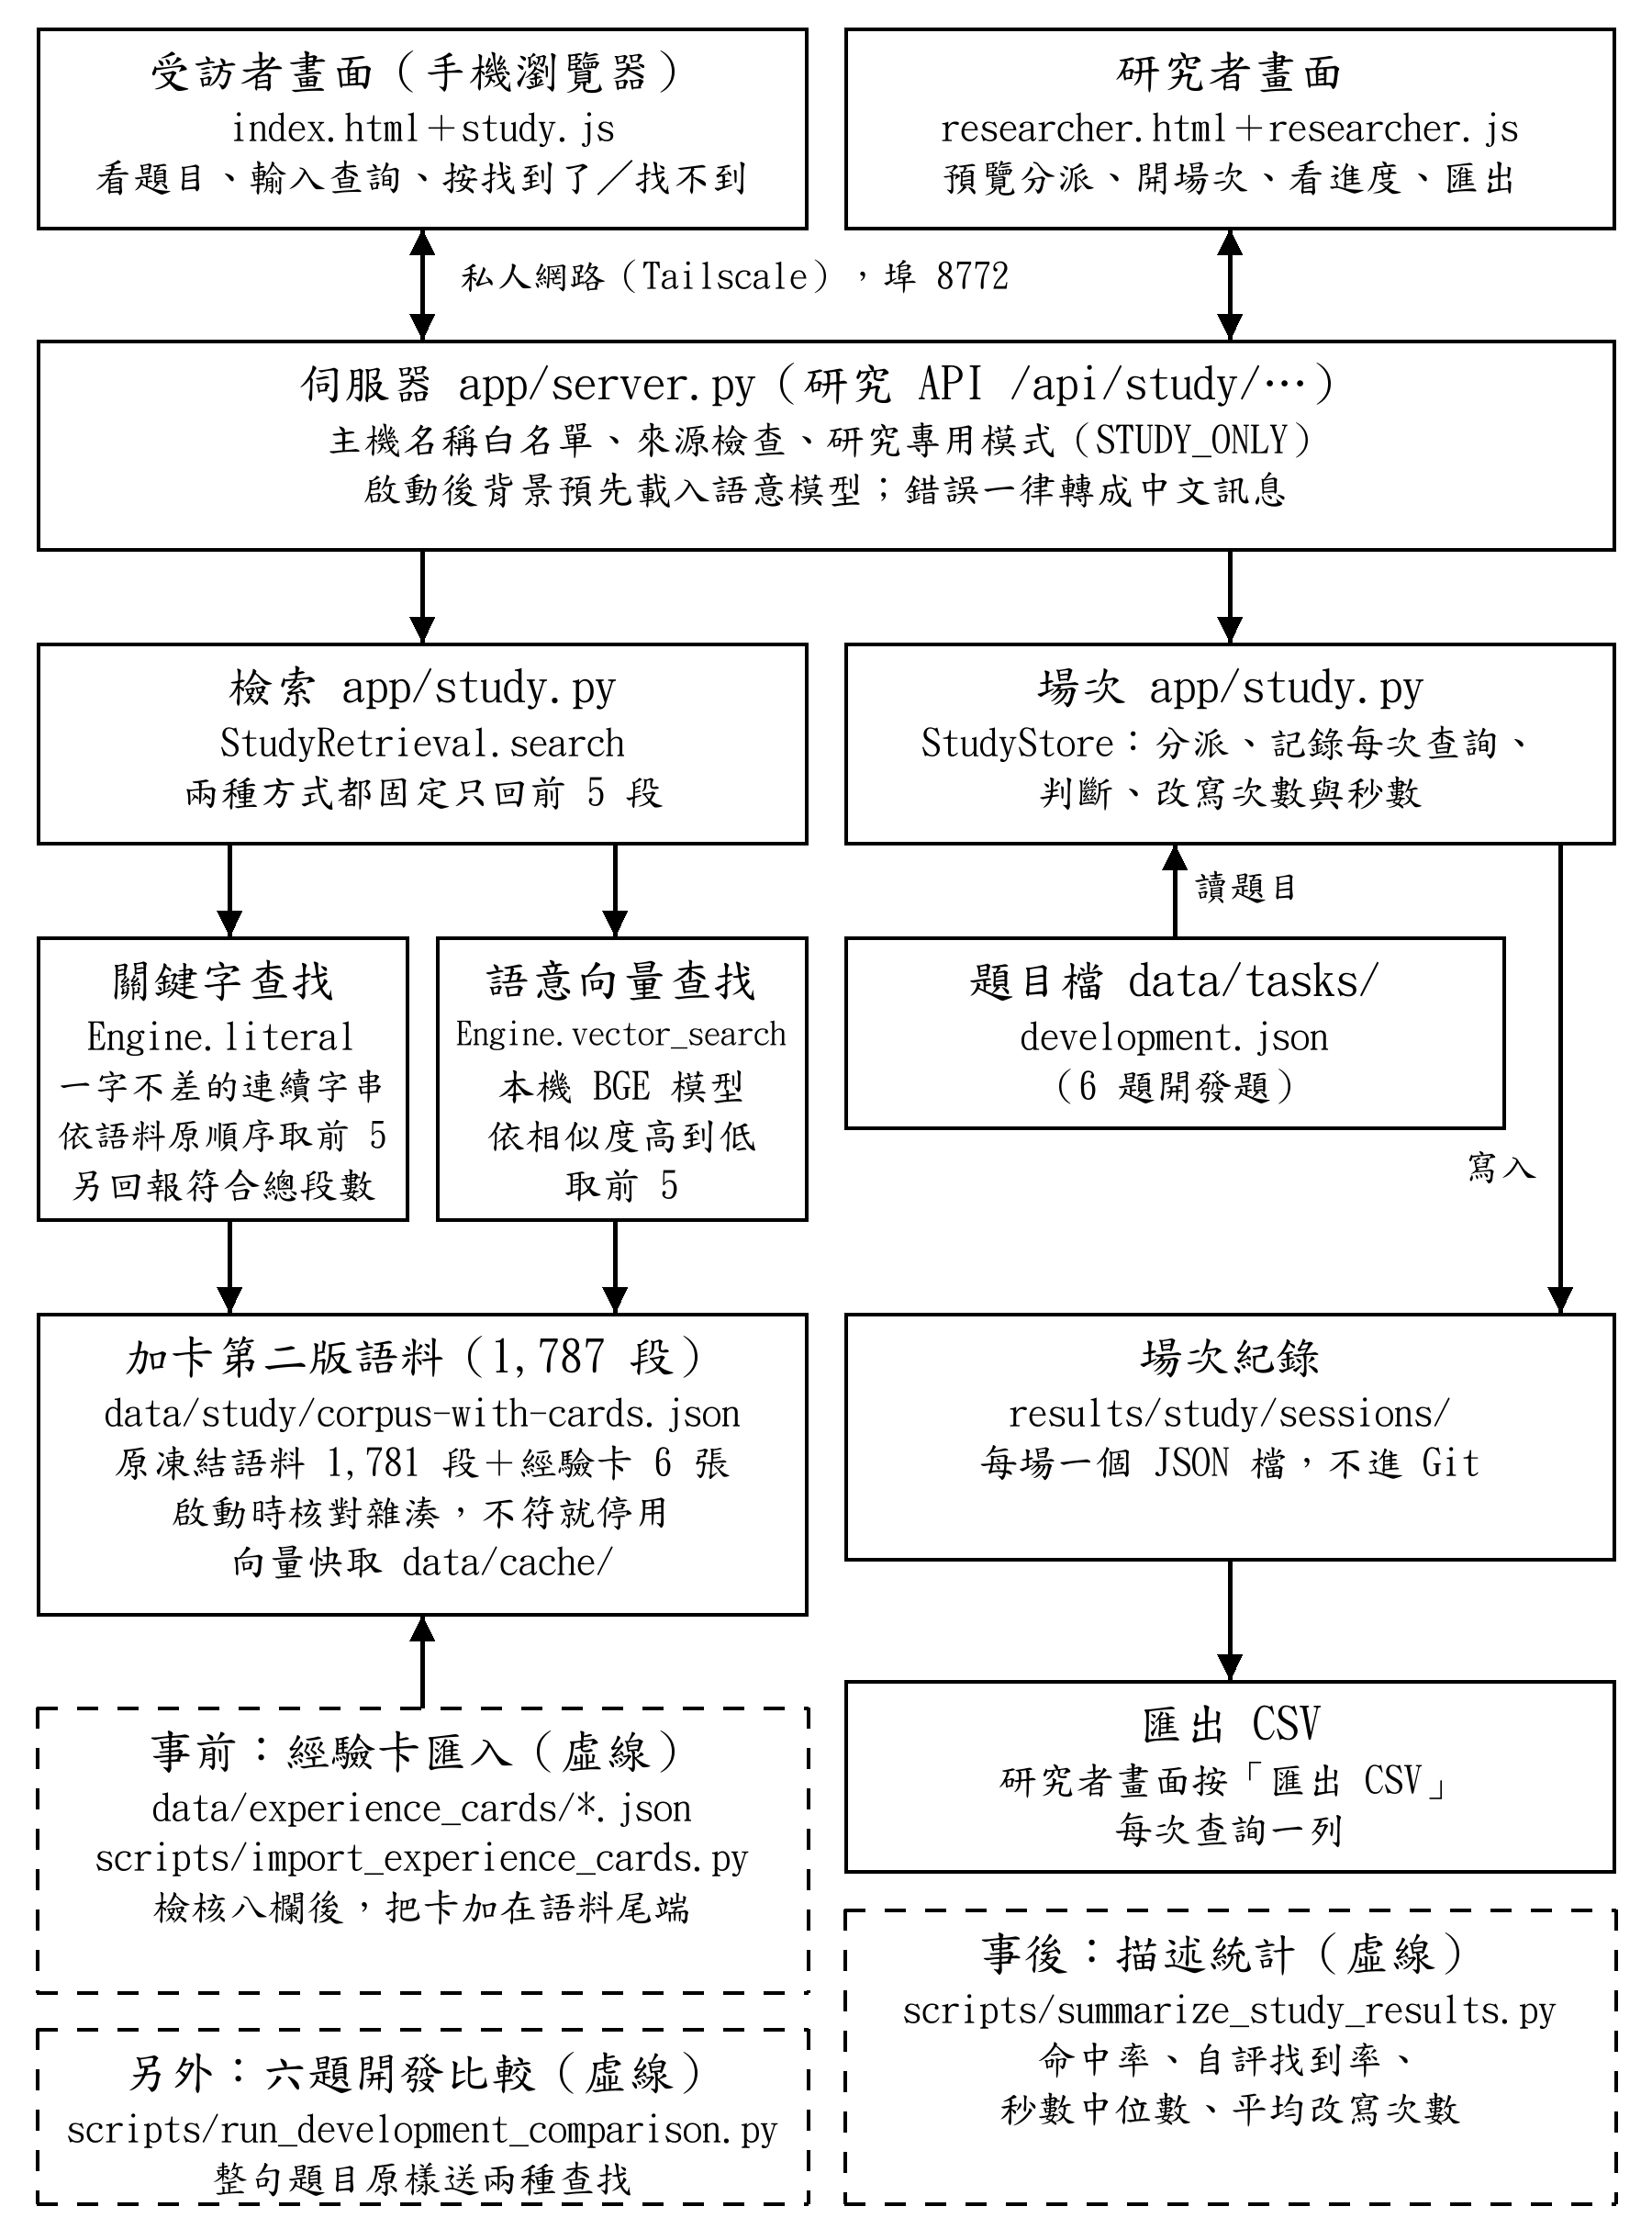 受訪者畫面（手機瀏覽器）
index.html＋study.js
看題目、輸入查詢、按找到了／找不到
研究者畫面
researcher.html＋researcher.js
預覽分派、開場次、看進度、匯出
私人網路（Tailscale），埠 8772
伺服器 app/server.py（研究 API /api/study/…）
主機名稱白名單、來源檢查、研究專用模式（STUDY_ONLY）
啟動後背景預先載入語意模型；錯誤一律轉成中文訊息
檢索 app/study.py
StudyRetrieval.search
兩種方式都固定只回前 5 段
場次 app/study.py
StudyStore：分派、記錄每次查詢、
判斷、改寫次數與秒數
讀題目
關鍵字查找
Engine.literal
一字不差的連續字串
依語料原順序取前 5
另回報符合總段數
語意向量查找
Engine.vector_search
本機 BGE 模型
依相似度高到低
取前 5
題目檔 data/tasks/
development.json
（6 題開發題）
寫入
加卡第二版語料（1,787 段）
data/study/corpus-with-cards.json
原凍結語料 1,781 段＋經驗卡 6 張
啟動時核對雜湊，不符就停用
向量快取 data/cache/
場次紀錄
results/study/sessions/
每場一個 JSON 檔，不進 Git
事前：經驗卡匯入（虛線）
data/experience_cards/*.json
scripts/import_experience_cards.py
檢核八欄後，把卡加在語料尾端
匯出 CSV
研究者畫面按「匯出 CSV」
每次查詢一列
另外：六題開發比較（虛線）
scripts/run_development_comparison.py
整句題目原樣送兩種查找
事後：描述統計（虛線）
scripts/summarize_study_results.py
命中率、自評找到率、
秒數中位數、平均改寫次數